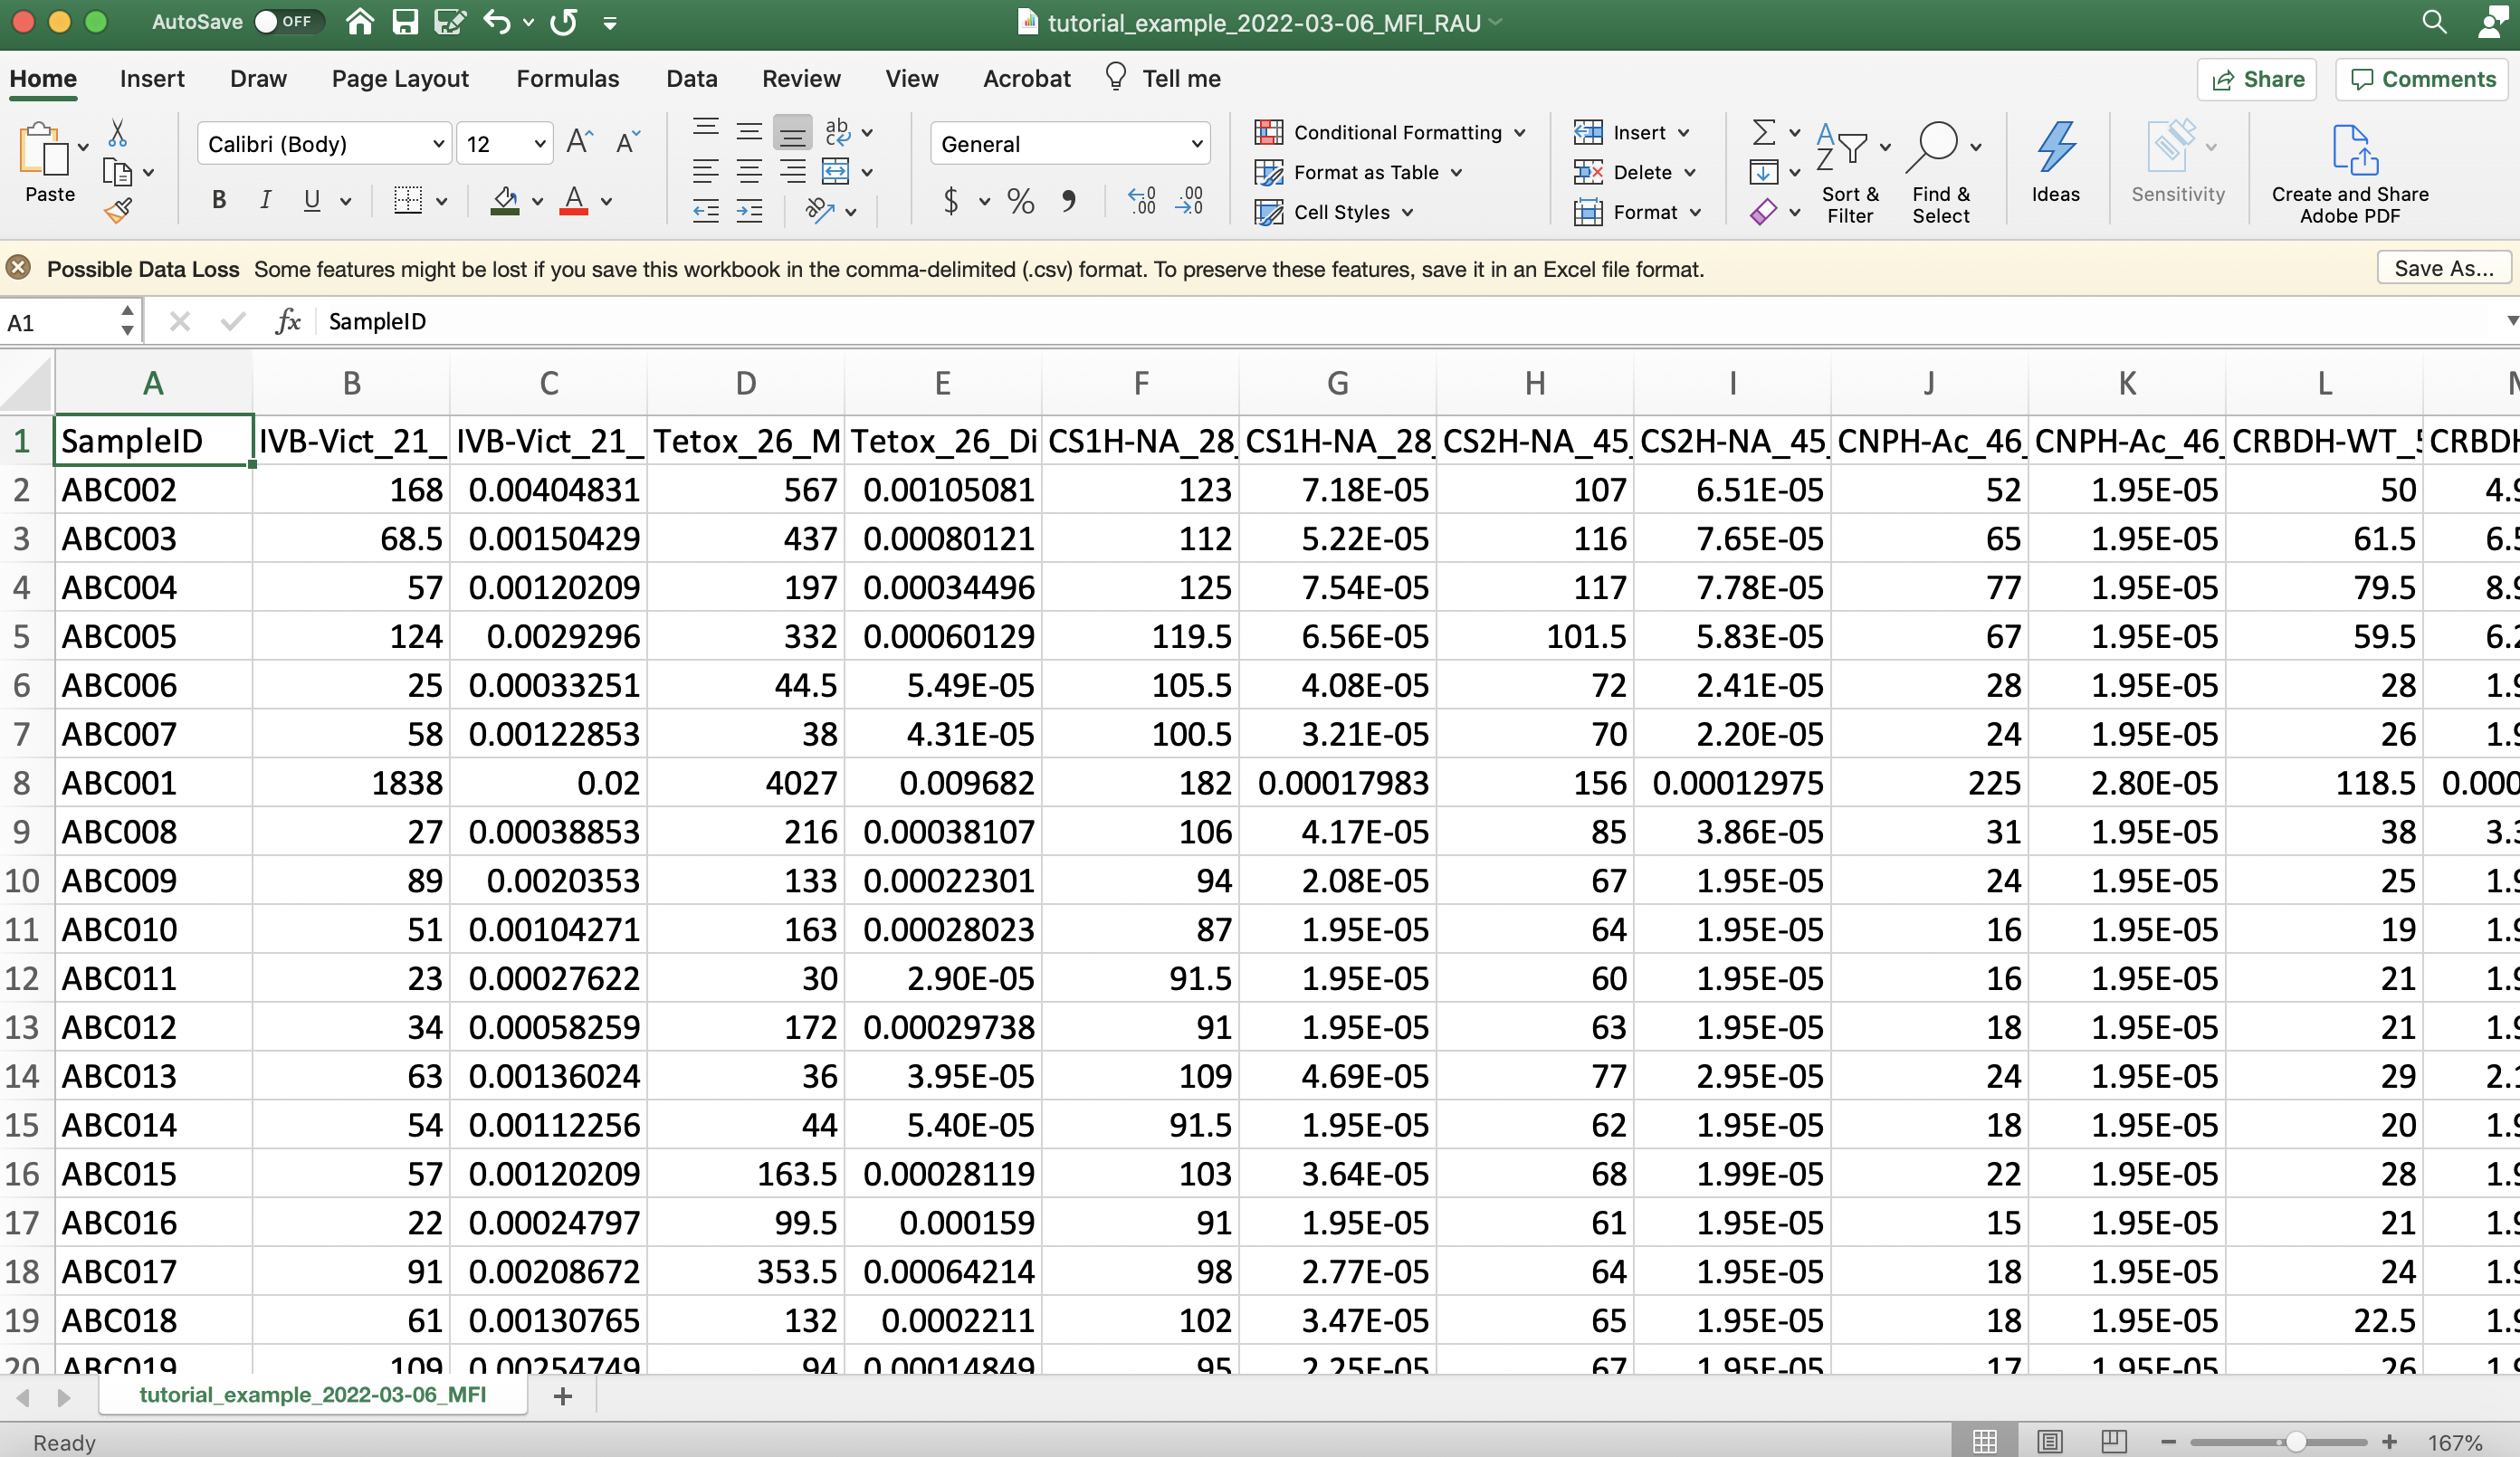 AutoSave OFF tutorial_example_2022-03-06_MFI_RAU
Home Insert Draw Page Layout Formulas Data Review View Acrobat Tell me Share Comments
Paste Calibri (Body) 12 General Conditional Formatting Format as Table Cell Styles Insert Delete Format Sort & Filter Find & Select Ideas Sensitivity Create and Share Adobe PDF
Possible Data Loss Some features might be lost if you save this workbook in the comma-delimited (.csv) format. To preserve these features, save it in an Excel file format. Save As...
A1 fx SampleID
A B C D E F G H I J K L
1 SampleID IVB-Vict_21_ IVB-Vict_21_ Tetox_26_M Tetox_26_Di CS1H-NA_28_ CS1H-NA_28_ CS2H-NA_45_ CS2H-NA_45_ CNPH-Ac_46_ CNPH-Ac_46_ CRBDH-WT_5 CRBDH
2 ABC002 168 0.00404831 567 0.00105081 123 7.18E-05 107 6.51E-05 52 1.95E-05 50 4.9
3 ABC003 68.5 0.00150429 437 0.00080121 112 5.22E-05 116 7.65E-05 65 1.95E-05 61.5 6.5
4 ABC004 57 0.00120209 197 0.00034496 125 7.54E-05 117 7.78E-05 77 1.95E-05 79.5 8.9
5 ABC005 124 0.0029296 332 0.00060129 119.5 6.56E-05 101.5 5.83E-05 67 1.95E-05 59.5 6.2
6 ABC006 25 0.00033251 44.5 5.49E-05 105.5 4.08E-05 72 2.41E-05 28 1.95E-05 28 1.9
7 ABC007 58 0.00122853 38 4.31E-05 100.5 3.21E-05 70 2.20E-05 24 1.95E-05 26 1.9
8 ABC001 1838 0.02 4027 0.009682 182 0.00017983 156 0.00012975 225 2.80E-05 118.5 0.000
9 ABC008 27 0.00038853 216 0.00038107 106 4.17E-05 85 3.86E-05 31 1.95E-05 38 3.3
10 ABC009 89 0.0020353 133 0.00022301 94 2.08E-05 67 1.95E-05 24 1.95E-05 25 1.9
11 ABC010 51 0.00104271 163 0.00028023 87 1.95E-05 64 1.95E-05 16 1.95E-05 19 1.9
12 ABC011 23 0.00027622 30 2.90E-05 91.5 1.95E-05 60 1.95E-05 16 1.95E-05 21 1.9
13 ABC012 34 0.00058259 172 0.00029738 91 1.95E-05 63 1.95E-05 18 1.95E-05 21 1.9
14 ABC013 63 0.00136024 36 3.95E-05 109 4.69E-05 77 2.95E-05 24 1.95E-05 29 2.1
15 ABC014 54 0.00112256 44 5.40E-05 91.5 1.95E-05 62 1.95E-05 18 1.95E-05 20 1.9
16 ABC015 57 0.00120209 163.5 0.00028119 103 3.64E-05 68 1.99E-05 22 1.95E-05 28 1.9
17 ABC016 22 0.00024797 99.5 0.000159 91 1.95E-05 61 1.95E-05 15 1.95E-05 21 1.9
18 ABC017 91 0.00208672 353.5 0.00064214 98 2.77E-05 64 1.95E-05 18 1.95E-05 24 1.9
19 ABC018 61 0.00130765 132 0.0002211 102 3.47E-05 65 1.95E-05 18 1.95E-05 22.5 1.9
20 ABC019 109 0.00254749 94 0.00014849 95 2.25E-05 67 1.95E-05 17 1.95E-05 26 1.9
tutorial_example_2022-03-06_MFI
Ready 167%